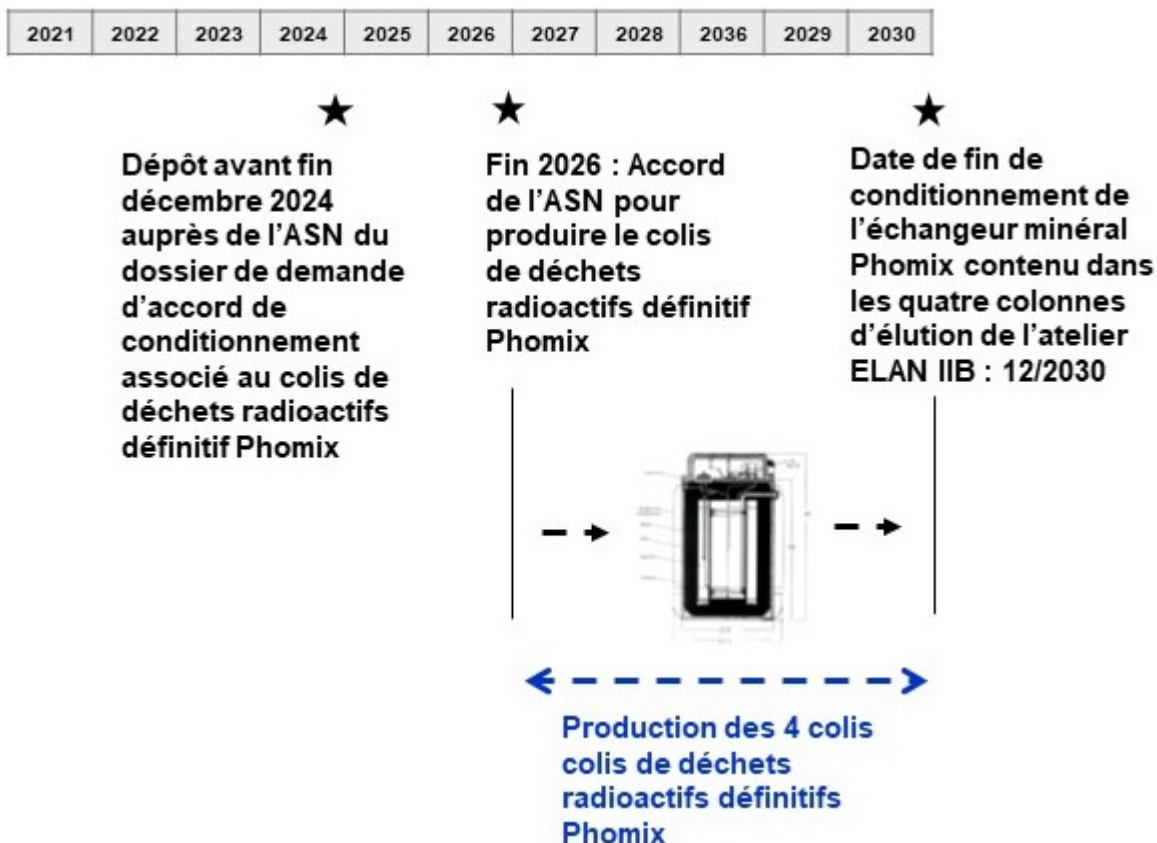 2021 2022 2023 2024 2025 2026 2027 2028 2036 2029 2030
Dépôt avant fin
décembre 2024
auprès de l’ASN du
dossier de demande
d’accord de
conditionnement
associé au colis de
déchets radioactifs
définitif Phomix
Fin 2026 : Accord
de l’ASN pour
produire le colis
de déchets
radioactifs définitif
Phomix
Date de fin de
conditionnement de
l’échangeur minéral
Phomix contenu dans
les quatre colonnes
d’élution de l’atelier
ELAN IIB : 12/2030
Production des 4 colis
colis de déchets
radioactifs définitifs
Phomix